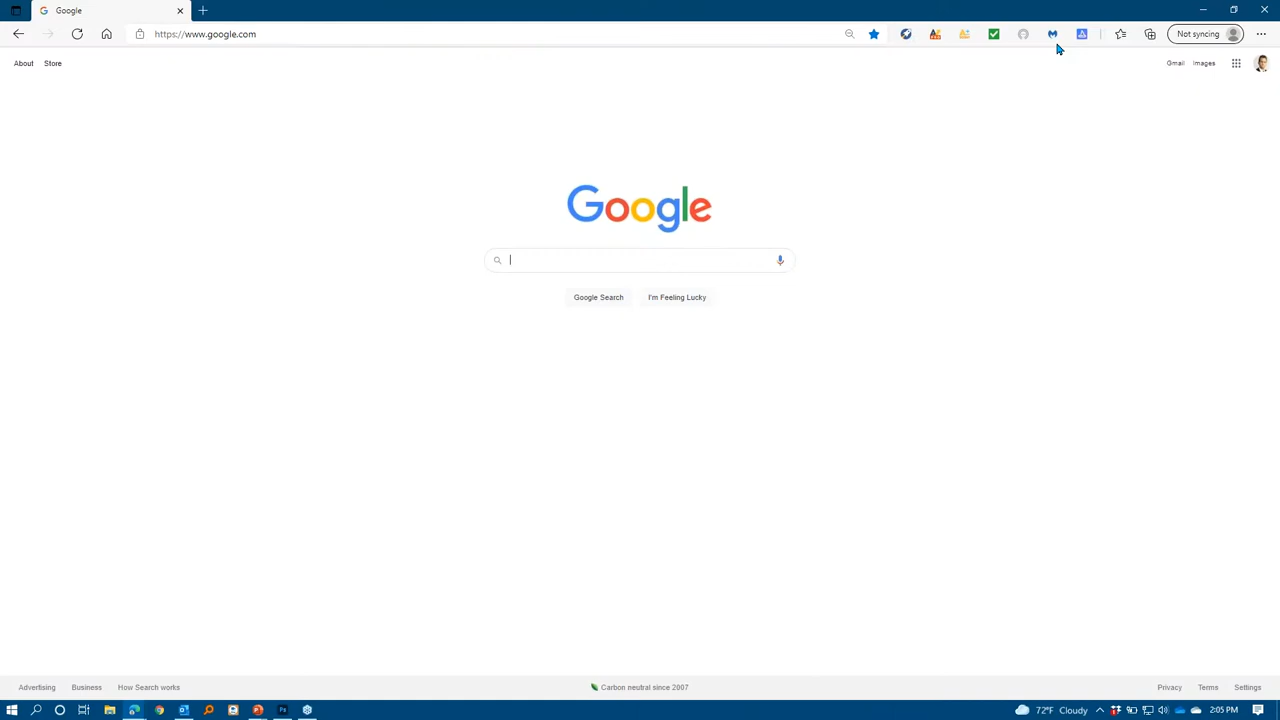 Google
https://www.google.com
Not syncing
About Store
Gmail Images
Google
Google Search I'm Feeling Lucky
Advertising Business How Search works
Carbon neutral since 2007
Privacy Terms Settings
72°F Cloudy
2:05 PM